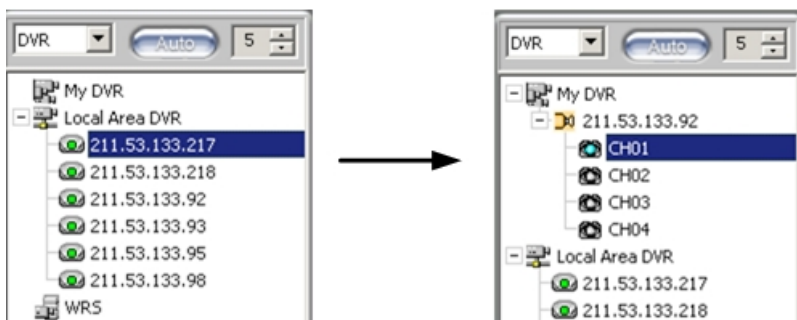 DVR Auto 5
My DVR
Local Area DVR
211.53.133.217
211.53.133.218
211.53.133.92
211.53.133.93
211.53.133.95
211.53.133.98
WRS
DVR Auto 5
My DVR
211.53.133.92
CH01
CH02
CH03
CH04
Local Area DVR
211.53.133.217
211.53.133.218